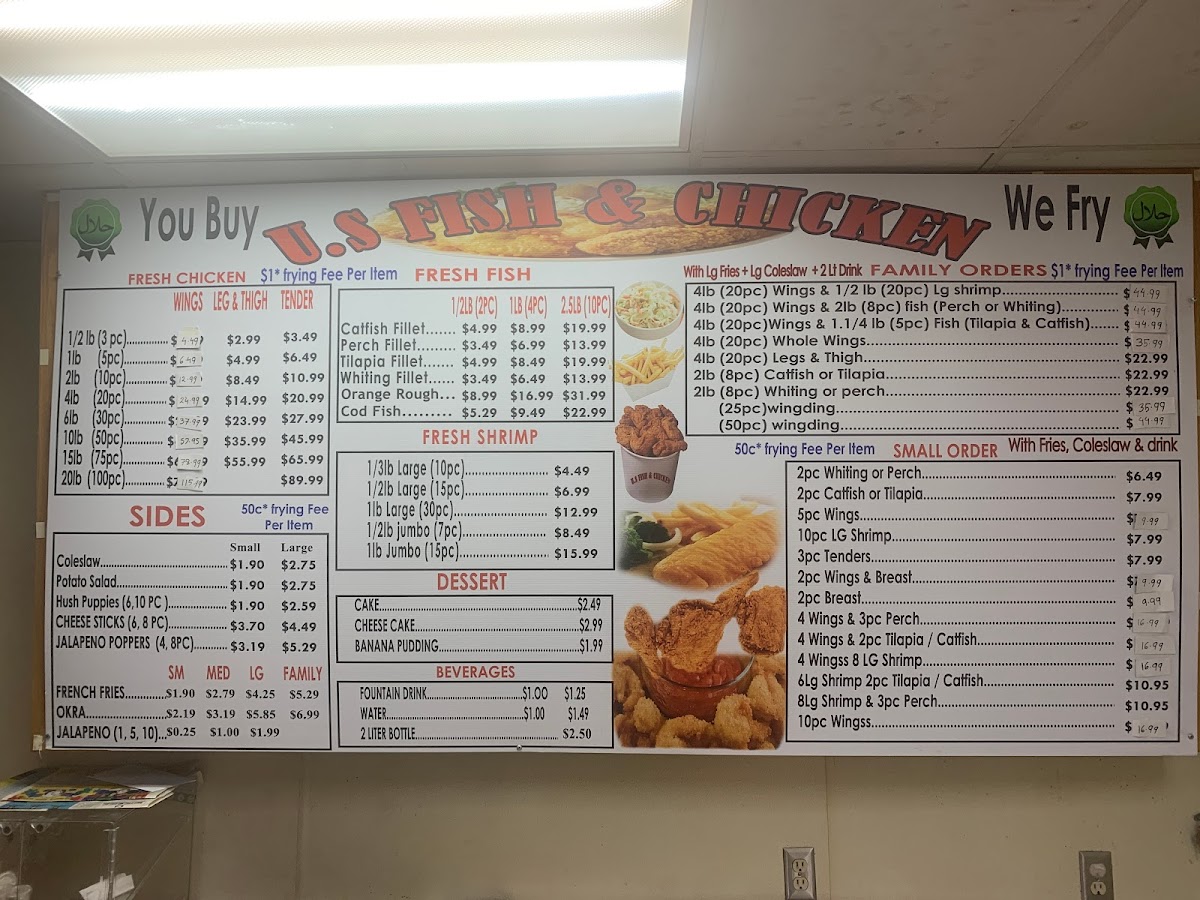 حلال
You Buy
U.S FISH & CHICKEN
We Fry
حلال
FRESH CHICKEN $1* frying Fee Per Item
WINGS LEG & THIGH TENDER
1/2 lb (3 pc)............ $ 4.49 $2.99 $3.49
1lb (5pc)............ $ 6.49 $4.99 $6.49
2lb (10pc)............ $ 12.99 $8.49 $10.99
4lb (20pc)............ $ 24.99 $14.99 $20.99
6lb (30pc)............ $ 37.99 $23.99 $27.99
10lb (50pc)............ $ $35.99 $45.99
15lb (75pc)............ $ $55.99 $65.99
20lb (100pc)............ $ 115.99 $89.99
SIDES 50c* frying Fee Per Item
Small Large
Coleslaw............ $1.90 $2.75
Potato Salad............ $1.90 $2.75
Hush Puppies (6,10 PC )............ $1.90 $2.59
CHEESE STICKS (6, 8 PC)............ $3.70 $4.49
JALAPENO POPPERS (4, 8PC)............ $3.19 $5.29
SM MED LG FAMILY
FRENCH FRIES............$1.90 $2.79 $4.25 $5.29
OKRA............$2.19 $3.19 $5.85 $6.99
JALAPENO (1, 5, 10)...$0.25 $1.00 $1.99
FRESH FISH
1/2LB (2PC) 1LB (4PC) 2.5LB (10PC)
Catfish Fillet....... $4.99 $8.99 $19.99
Perch Fillet......... $3.49 $6.99 $13.99
Tilapia Fillet....... $4.99 $8.49 $19.99
Whiting Fillet...... $3.49 $6.49 $13.99
Orange Rough... $8.99 $16.99 $31.99
Cod Fish.......... $5.29 $9.49 $22.99
FRESH SHRIMP
1/3lb Large (10pc)............ $4.49
1/2lb Large (15pc)............ $6.99
1lb Large (30pc)............ $12.99
1/2lb jumbo (7pc)............ $8.49
1lb Jumbo (15pc)............ $15.99
DESSERT
CAKE............$2.49
CHEESE CAKE............$2.99
BANANA PUDDING............$1.99
BEVERAGES
FOUNTAIN DRINK............$1.00 $1.25
WATER............$1.00 $1.49
2 LITER BOTTLE............ $2.50
U.S FISH & CHICKEN
With Lg Fries + Lg Coleslaw + 2 Lt Drink FAMILY ORDERS $1* frying Fee Per Item
4lb (20pc) Wings & 1/2 lb (20pc) Lg shrimp............ $ 44.99
4lb (20pc) Wings & 2lb (8pc) fish (Perch or Whiting)............ $ 44.99
4lb (20pc)Wings & 1.1/4 lb (5pc) Fish (Tilapia & Catfish)....... $ 44.99
4lb (20pc) Whole Wings............ $ 35.99
4lb (20pc) Legs & Thigh............ $22.99
2lb (8pc) Catfish or Tilapia............ $22.99
2lb (8pc) Whiting or perch............ $22.99
(25pc)wingding............ $ 35.99
(50pc) wingding............ $
50c* frying Fee Per Item SMALL ORDER With Fries, Coleslaw & drink
2pc Whiting or Perch............ $6.49
2pc Catfish or Tilapia............ $7.99
5pc Wings............ $ 9.99
10pc LG Shrimp............ $7.99
3pc Tenders............ $7.99
2pc Wings & Breast............ $ 9.99
2pc Breast............ $ 9.99
4 Wings & 3pc Perch............ $ 16.99
4 Wings & 2pc Tilapia / Catfish............ $ 16.99
4 Wingss 8 LG Shrimp............ $ 16.99
6Lg Shrimp 2pc Tilapia / Catfish............ $10.95
8Lg Shrimp & 3pc Perch............ $10.95
10pc Wingss............ $ 16.99